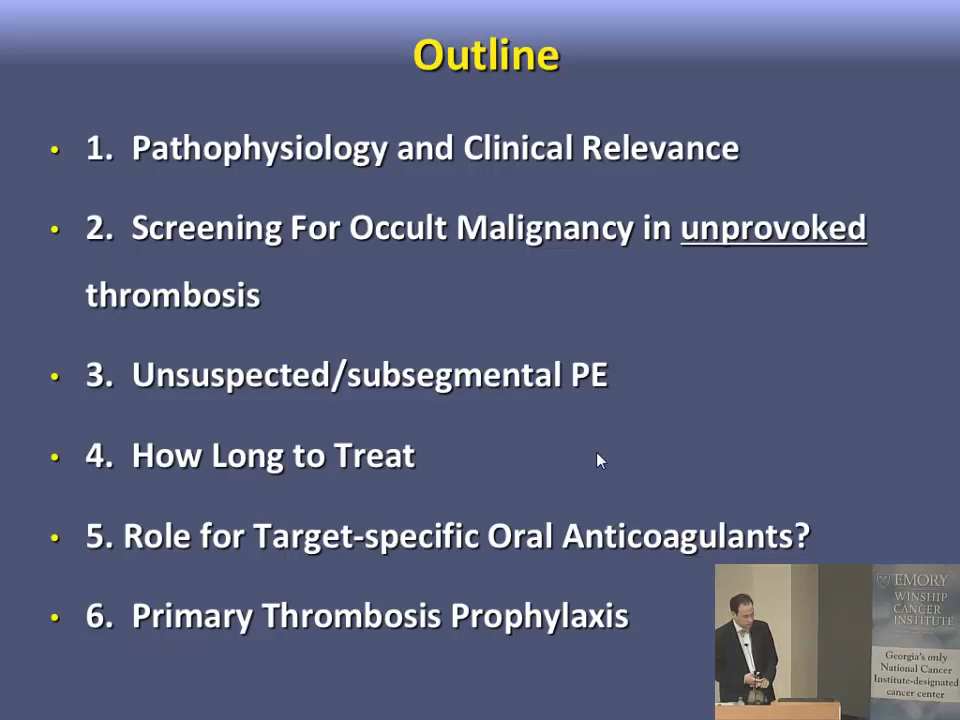 Outline
• 1. Pathophysiology and Clinical Relevance
• 2. Screening For Occult Malignancy in unprovoked
thrombosis
• 3. Unsuspected/subsegmental PE
• 4. How Long to Treat
• 5. Role for Target-specific Oral Anticoagulants?
• 6. Primary Thrombosis Prophylaxis
EMORY
WINSHIP
CANCER
INSTITUTE
Georgia's only
National Cancer
Institute-designated
cancer center